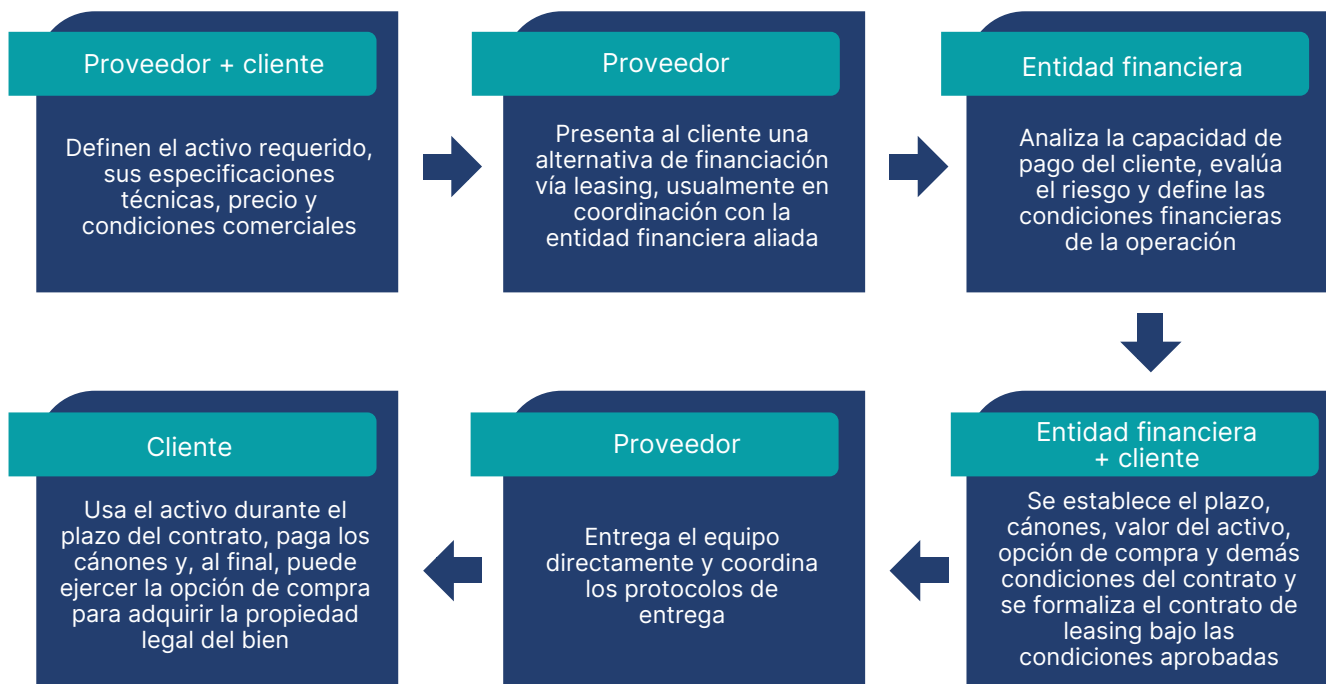 Proveedor + cliente
Definen el activo requerido,
sus especificaciones
técnicas, precio y
condiciones comerciales
Proveedor
Presenta al cliente una
alternativa de financiación
vía leasing, usualmente en
coordinación con la
entidad financiera aliada
Entidad financiera
Analiza la capacidad de
pago del cliente, evalúa
el riesgo y define las
condiciones financieras
de la operación
Entidad financiera
+ cliente
Se establece el plazo,
cánones, valor del activo,
opción de compra y demás
condiciones del contrato y
se formaliza el contrato de
leasing bajo las
condiciones aprobadas
Proveedor
Entrega el equipo
directamente y coordina
los protocolos de
entrega
Cliente
Usa el activo durante el
plazo del contrato, paga los
cánones y, al final, puede
ejercer la opción de compra
para adquirir la propiedad
legal del bien